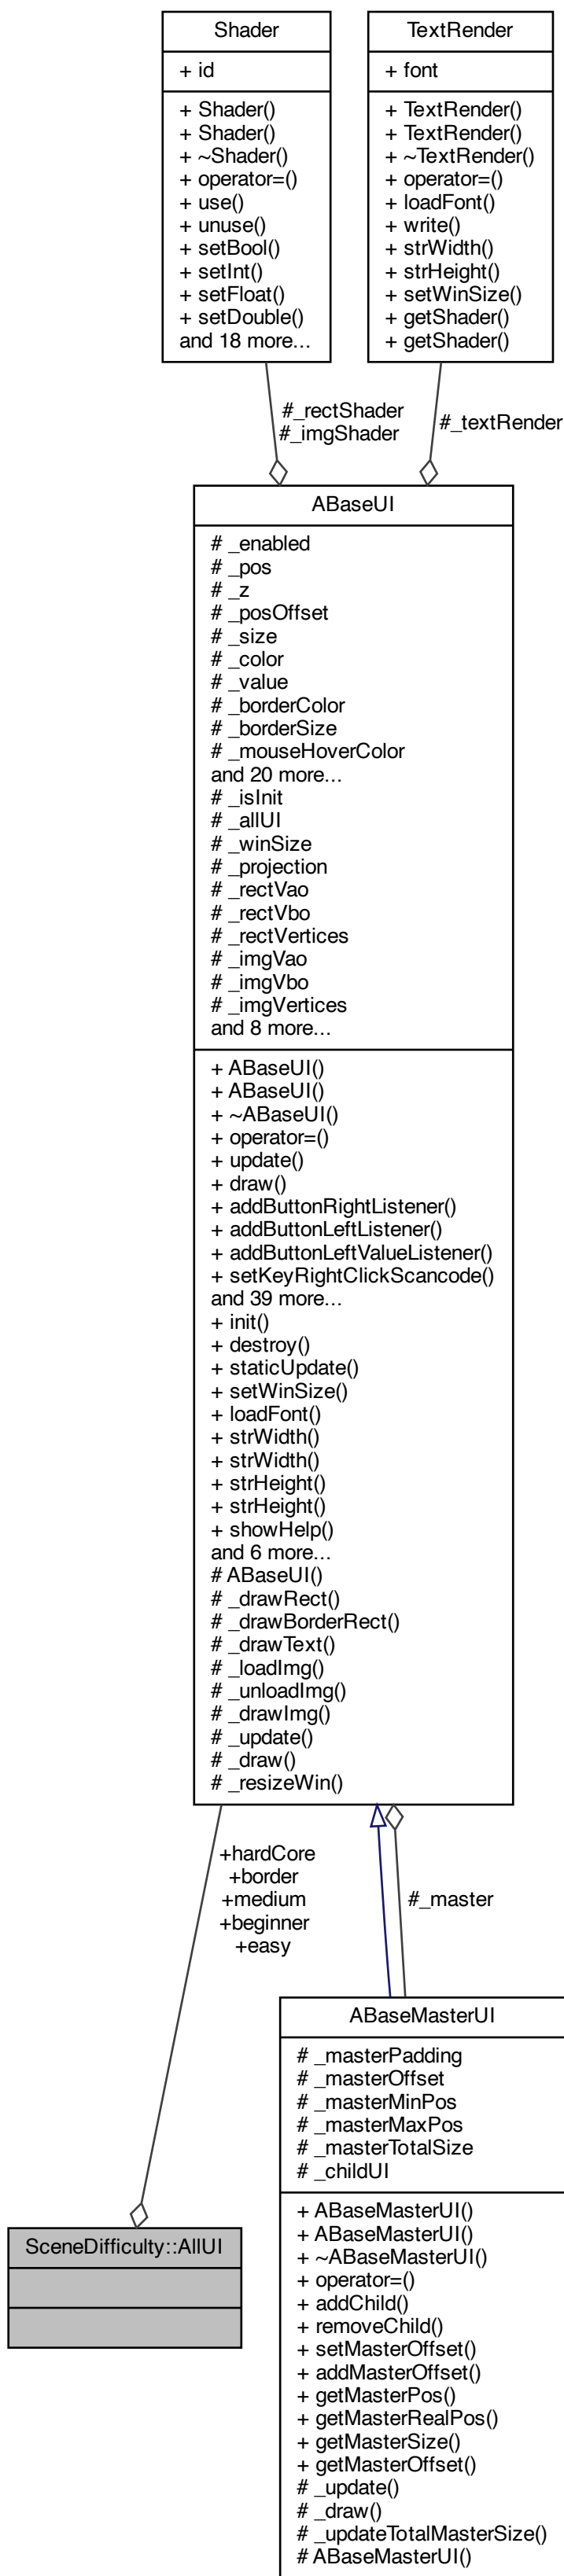 Shader
+ id
+ Shader()
+ Shader()
+ ~Shader()
+ operator=()
+ use()
+ unuse()
+ setBool()
+ setInt()
+ setFloat()
+ setDouble()
and 18 more...
TextRender
+ font
+ TextRender()
+ TextRender()
+ ~TextRender()
+ operator=()
+ loadFont()
+ write()
+ strWidth()
+ strHeight()
+ setWinSize()
+ getShader()
+ getShader()
#_rectShader
#_imgShader
#_textRender
ABaseUI
# _enabled
# _pos
# _z
# _posOffset
# _size
# _color
# _value
# _borderColor
# _borderSize
# _mouseHoverColor
and 20 more...
# _isInit
# _allUI
# _winSize
# _projection
# _rectVao
# _rectVbo
# _rectVertices
# _imgVao
# _imgVbo
# _imgVertices
and 8 more...
+ ABaseUI()
+ ABaseUI()
+ ~ABaseUI()
+ operator=()
+ update()
+ draw()
+ addButtonRightListener()
+ addButtonLeftListener()
+ addButtonLeftValueListener()
+ setKeyRightClickScancode()
and 39 more...
+ init()
+ destroy()
+ staticUpdate()
+ setWinSize()
+ loadFont()
+ strWidth()
+ strWidth()
+ strHeight()
+ strHeight()
+ showHelp()
and 6 more...
# ABaseUI()
# _drawRect()
# _drawBorderRect()
# _drawText()
# _loadImg()
# _unloadImg()
# _drawImg()
# _update()
# _draw()
# _resizeWin()
+hardCore
+border
+medium
+beginner
+easy
#_master
ABaseMasterUI
# _masterPadding
# _masterOffset
# _masterMinPos
# _masterMaxPos
# _masterTotalSize
# _childUI
+ ABaseMasterUI()
+ ABaseMasterUI()
+ ~ABaseMasterUI()
+ operator=()
+ addChild()
+ removeChild()
+ setMasterOffset()
+ addMasterOffset()
+ getMasterPos()
+ getMasterRealPos()
+ getMasterSize()
+ getMasterOffset()
# _update()
# _draw()
# _updateTotalMasterSize()
# ABaseMasterUI()
SceneDifficulty::AllUI